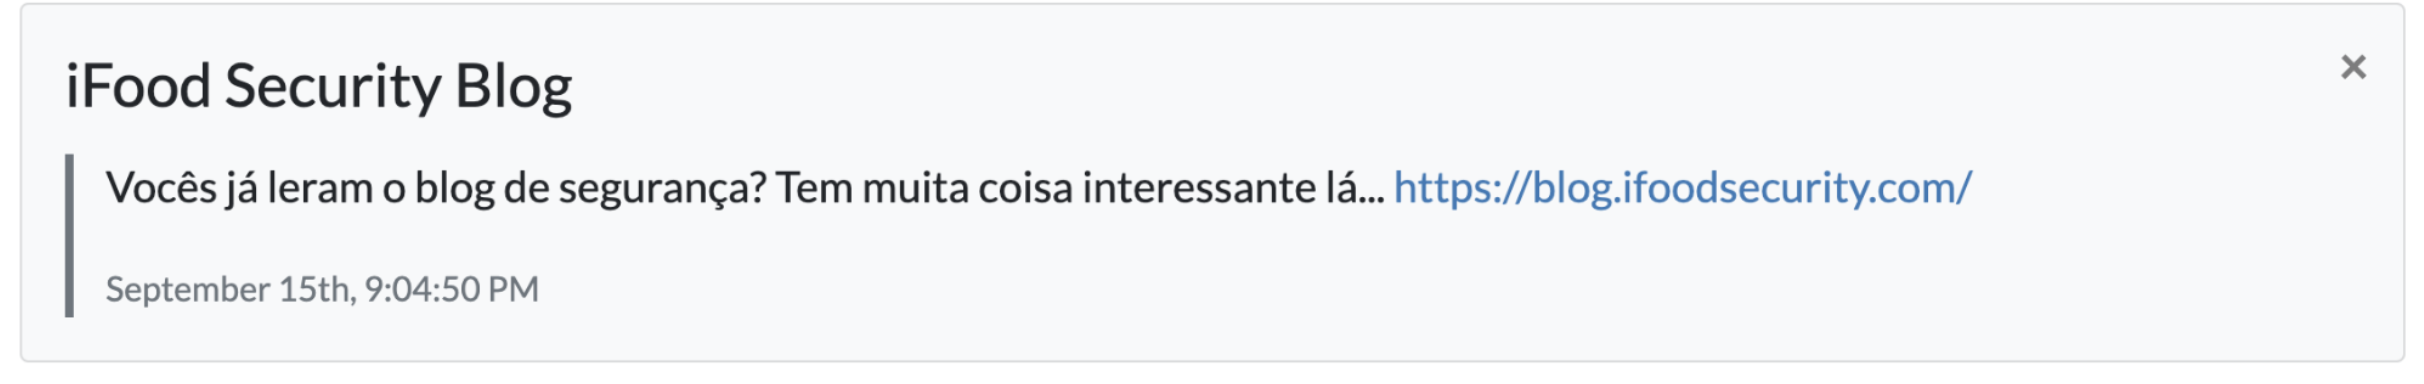 iFood Security Blog
×
Vocês já leram o blog de segurança? Tem muita coisa interessante lá... https://blog.ifoodsecurity.com/
September 15th, 9:04:50 PM